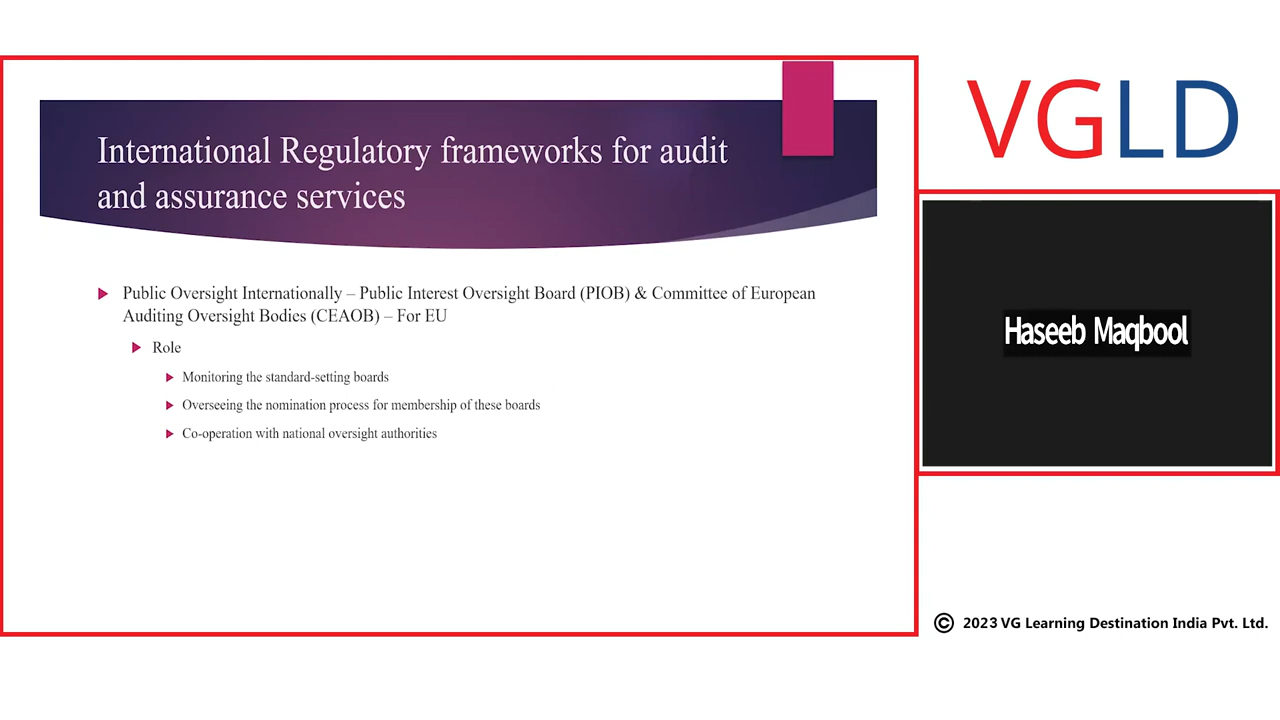 International Regulatory frameworks for audit
and assurance services
Public Oversight Internationally – Public Interest Oversight Board (PIOB) & Committee of European
Auditing Oversight Bodies (CEAOB) – For EU
Role
Monitoring the standard-setting boards
Overseeing the nomination process for membership of these boards
Co-operation with national oversight authorities
VGLD
Haseeb Maqbool
© 2023 VG Learning Destination India Pvt. Ltd.